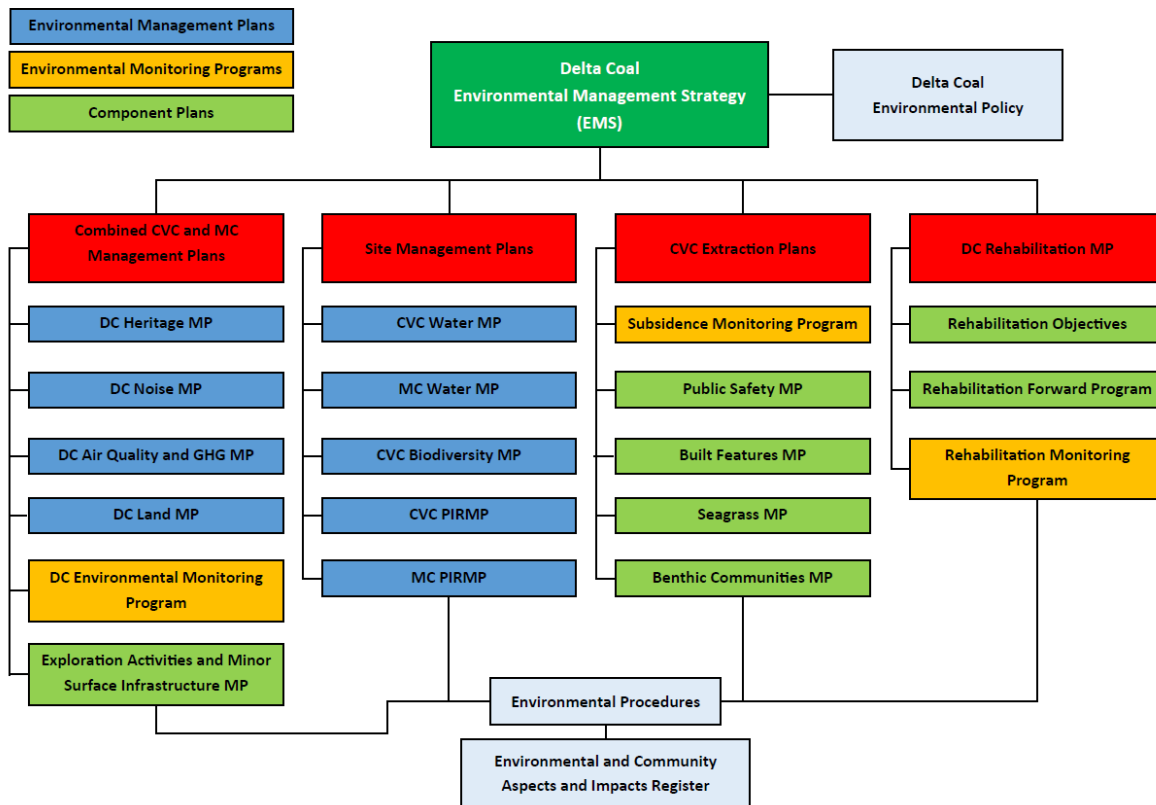 Environmental Management Plans
Environmental Monitoring Programs
Component Plans
Delta Coal
Environmental Management Strategy
(EMS)
Delta Coal
Environmental Policy
Combined CVC and MC
Management Plans
DC Heritage MP
DC Noise MP
DC Air Quality and GHG MP
DC Land MP
DC Environmental Monitoring
Program
Exploration Activities and Minor
Surface Infrastructure MP
Site Management Plans
CVC Water MP
MC Water MP
CVC Biodiversity MP
CVC PIRMP
MC PIRMP
CVC Extraction Plans
Subsidence Monitoring Program
Public Safety MP
Built Features MP
Seagrass MP
Benthic Communities MP
DC Rehabilitation MP
Rehabilitation Objectives
Rehabilitation Forward Program
Rehabilitation Monitoring
Program
Environmental Procedures
Environmental and Community
Aspects and Impacts Register